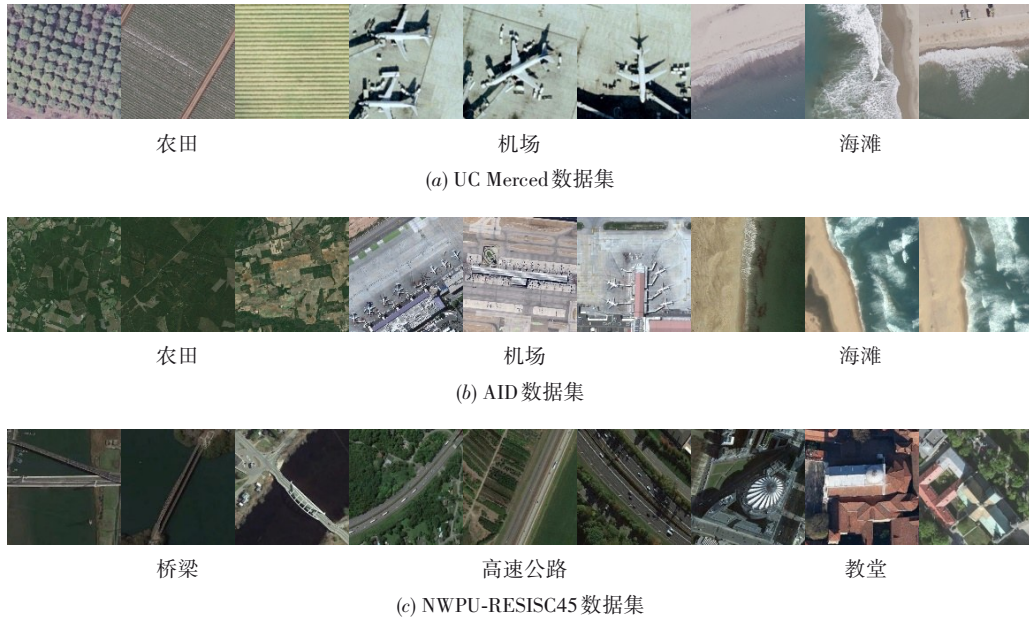 农田 机场 海滩
(a) UC Merced数据集
农田 机场 海滩
(b) AID数据集
桥梁 高速公路 教堂
(c) NWPU-RESISC45数据集